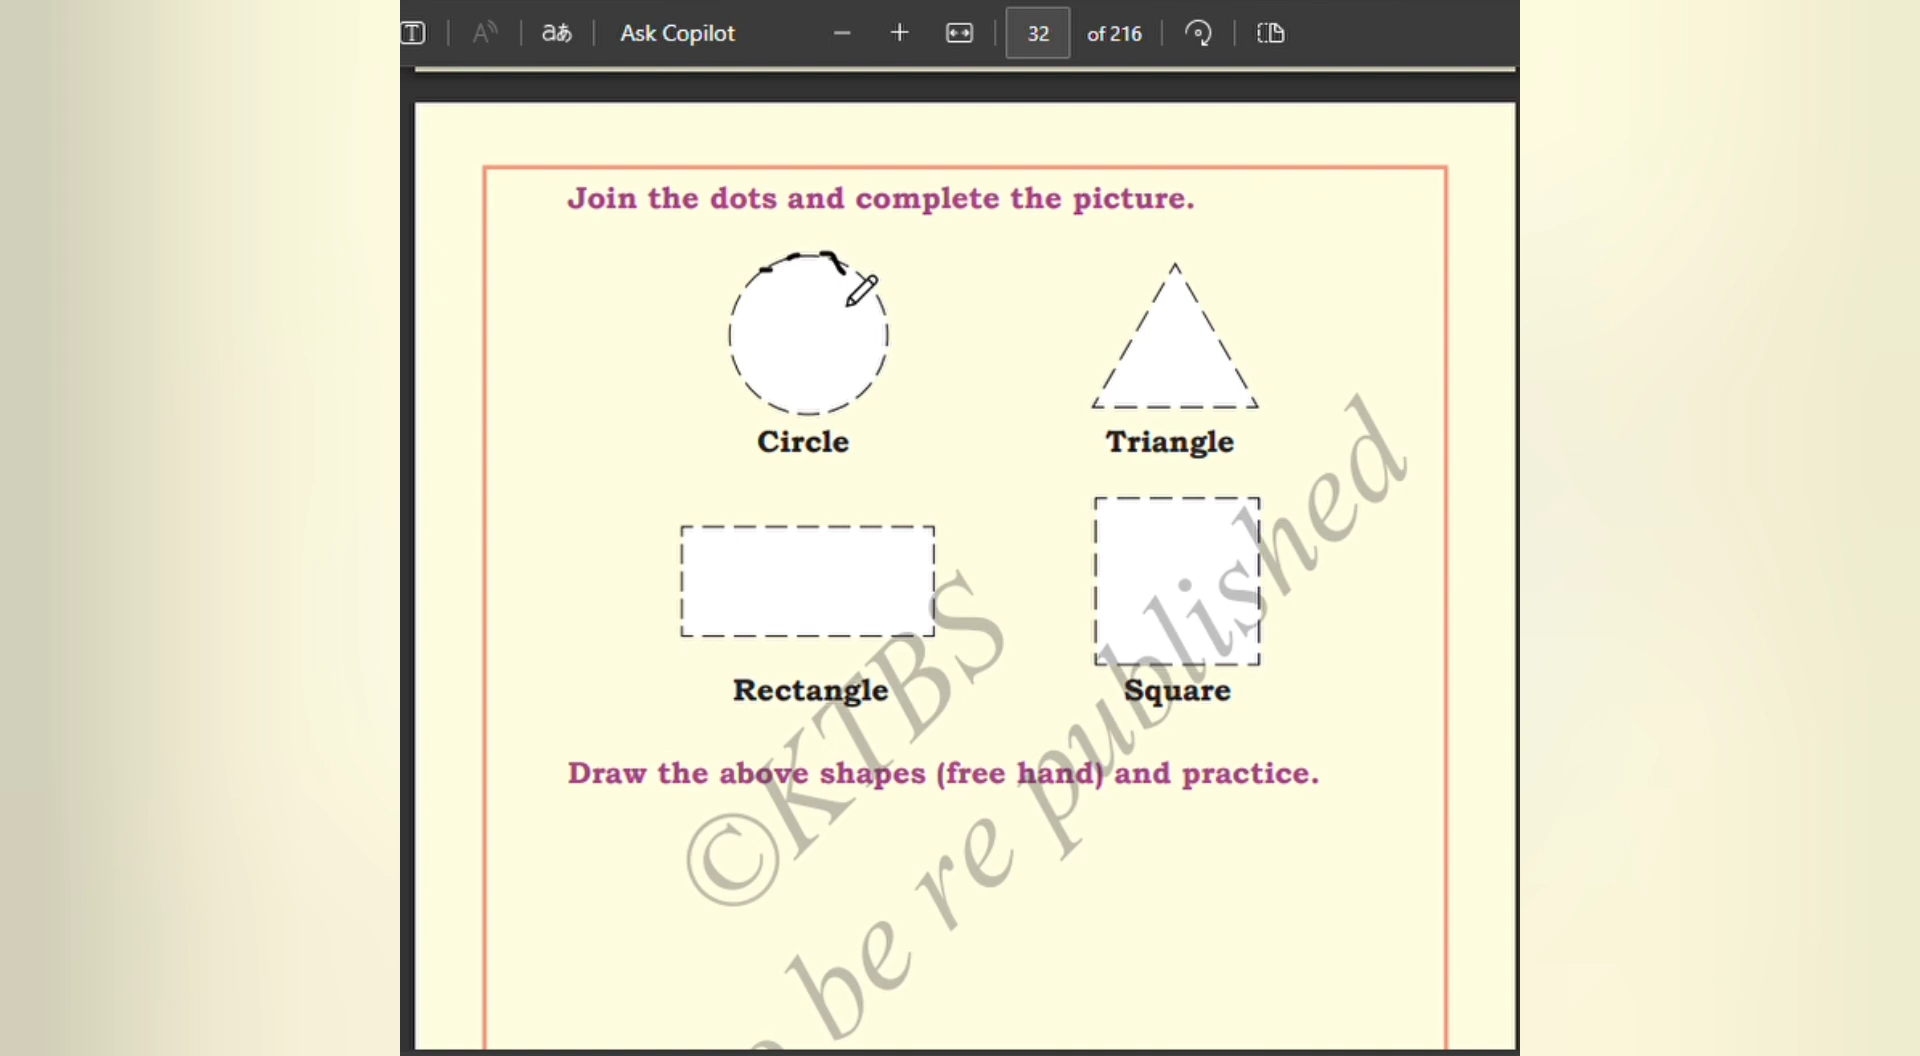 Ask Copilot 32 of 216
Join the dots and complete the picture.
Circle Triangle
Rectangle Square
Draw the above shapes (free hand) and practice.
©KTBS
be re published